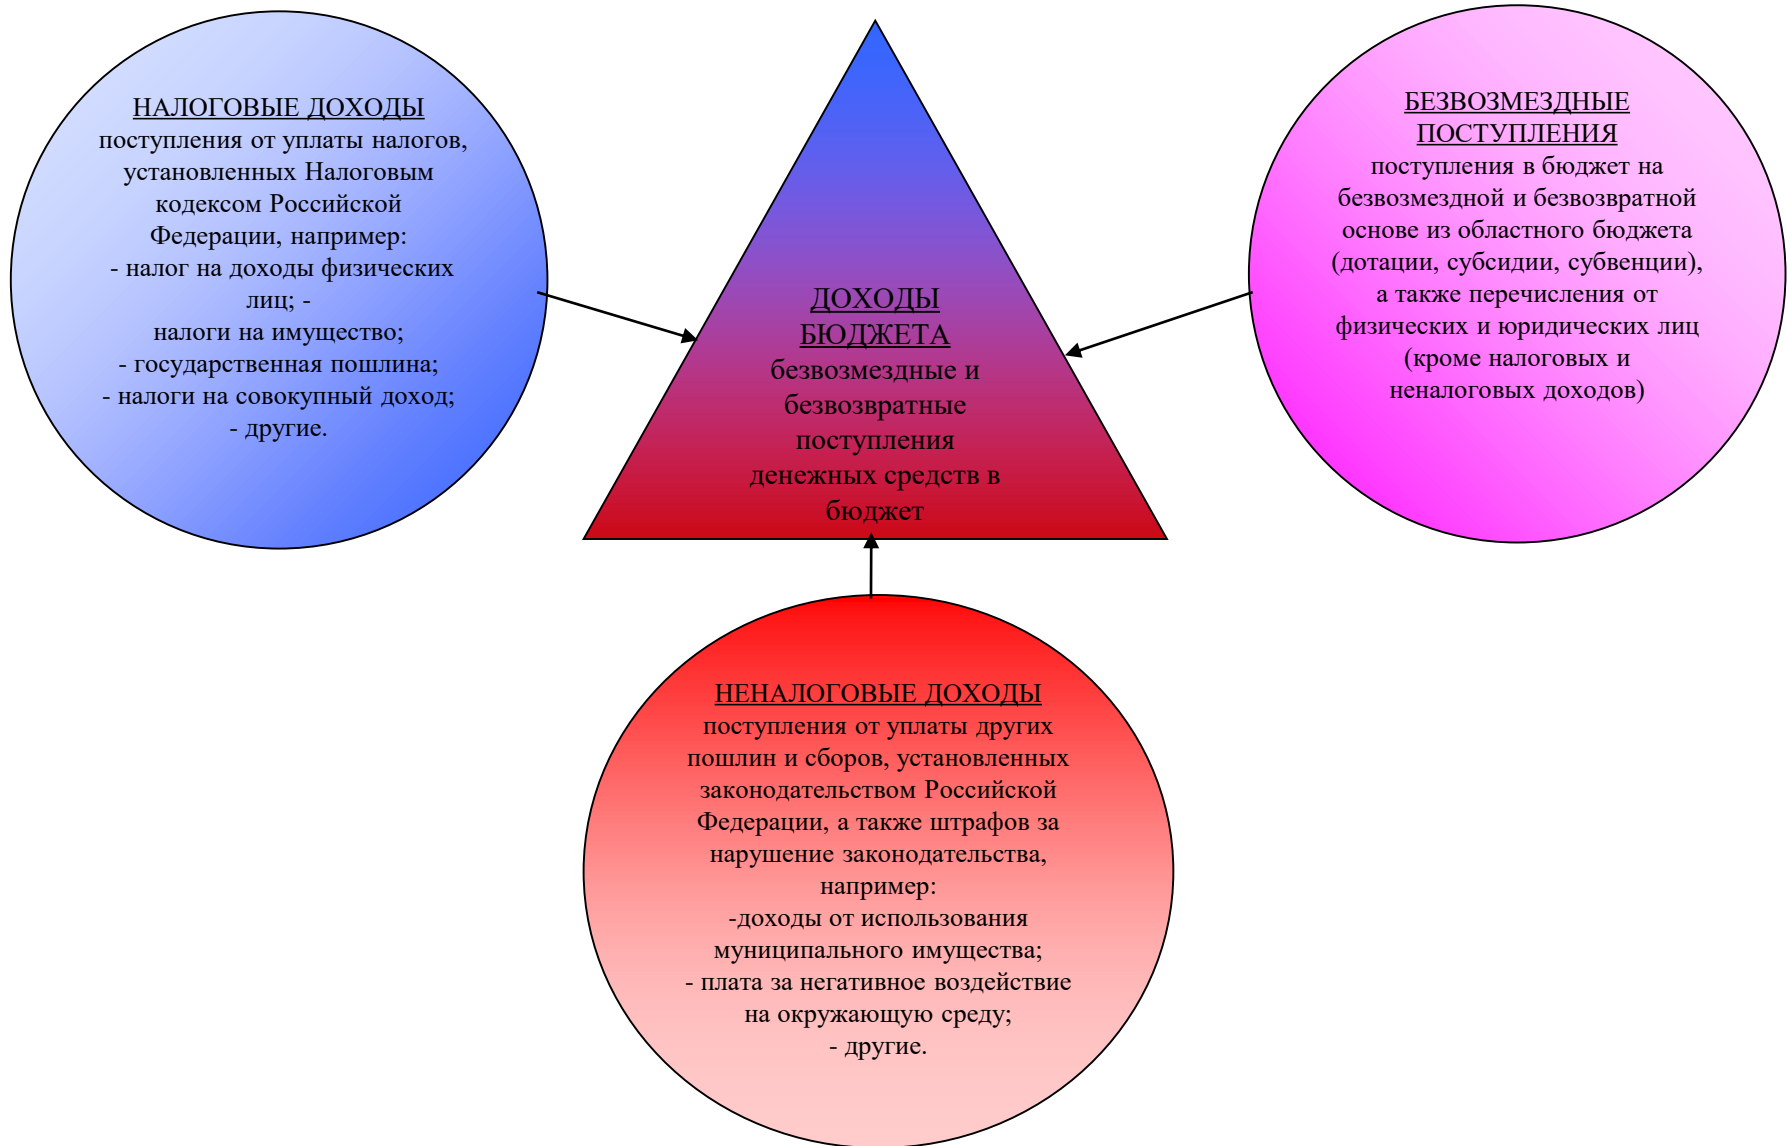 НАЛОГОВЫЕ ДОХОДЫ
поступления от уплаты налогов,
установленных Налоговым
кодексом Российской
Федерации, например:
- налог на доходы физических
лиц; -
налоги на имущество;
- государственная пошлина;
- налоги на совокупный доход;
- другие.
ДОХОДЫ
БЮДЖЕТА
безвозмездные и
безвозвратные
поступления
денежных средств в
бюджет
БЕЗВОЗМЕЗДНЫЕ
ПОСТУПЛЕНИЯ
поступления в бюджет на
безвозмездной и безвозвратной
основе из областного бюджета
(дотации, субсидии, субвенции),
а также перечисления от
физических и юридических лиц
(кроме налоговых и
неналоговых доходов)
НЕНАЛОГОВЫЕ ДОХОДЫ
поступления от уплаты других
пошлин и сборов, установленных
законодательством Российской
Федерации, а также штрафов за
нарушение законодательства,
например:
-доходы от использования
муниципального имущества;
- плата за негативное воздействие
на окружающую среду;
- другие.